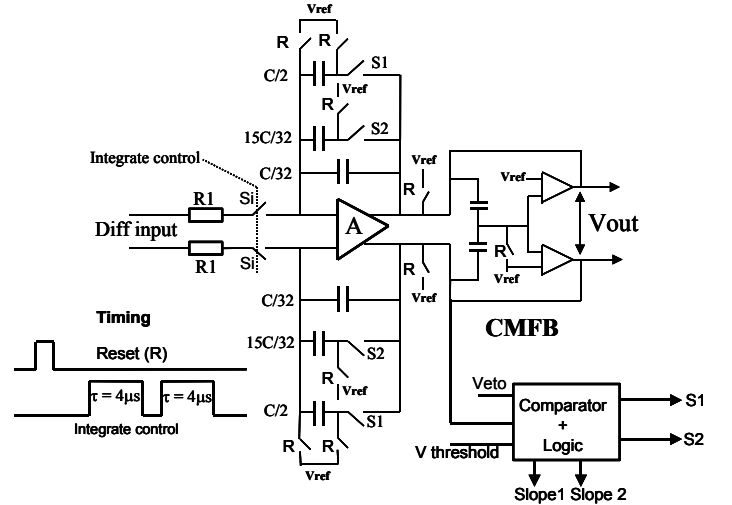 Vref
R R
S1
C/2
Vref
R
S2
15C/32
C/32
Integrate control
Vref
R
Vref
Si
R1
A
Vout
Diff input
R1
Si
R
Vref
R
Vref
C/32
CMFB
Timing
Reset (R)
15C/32
S2
R
Vref
τ = 4μs τ = 4μs
C/2
S1
Integrate control
R R
Vref
Veto
Comparator
+
Logic
S1
S2
V threshold
Slope1 Slope 2